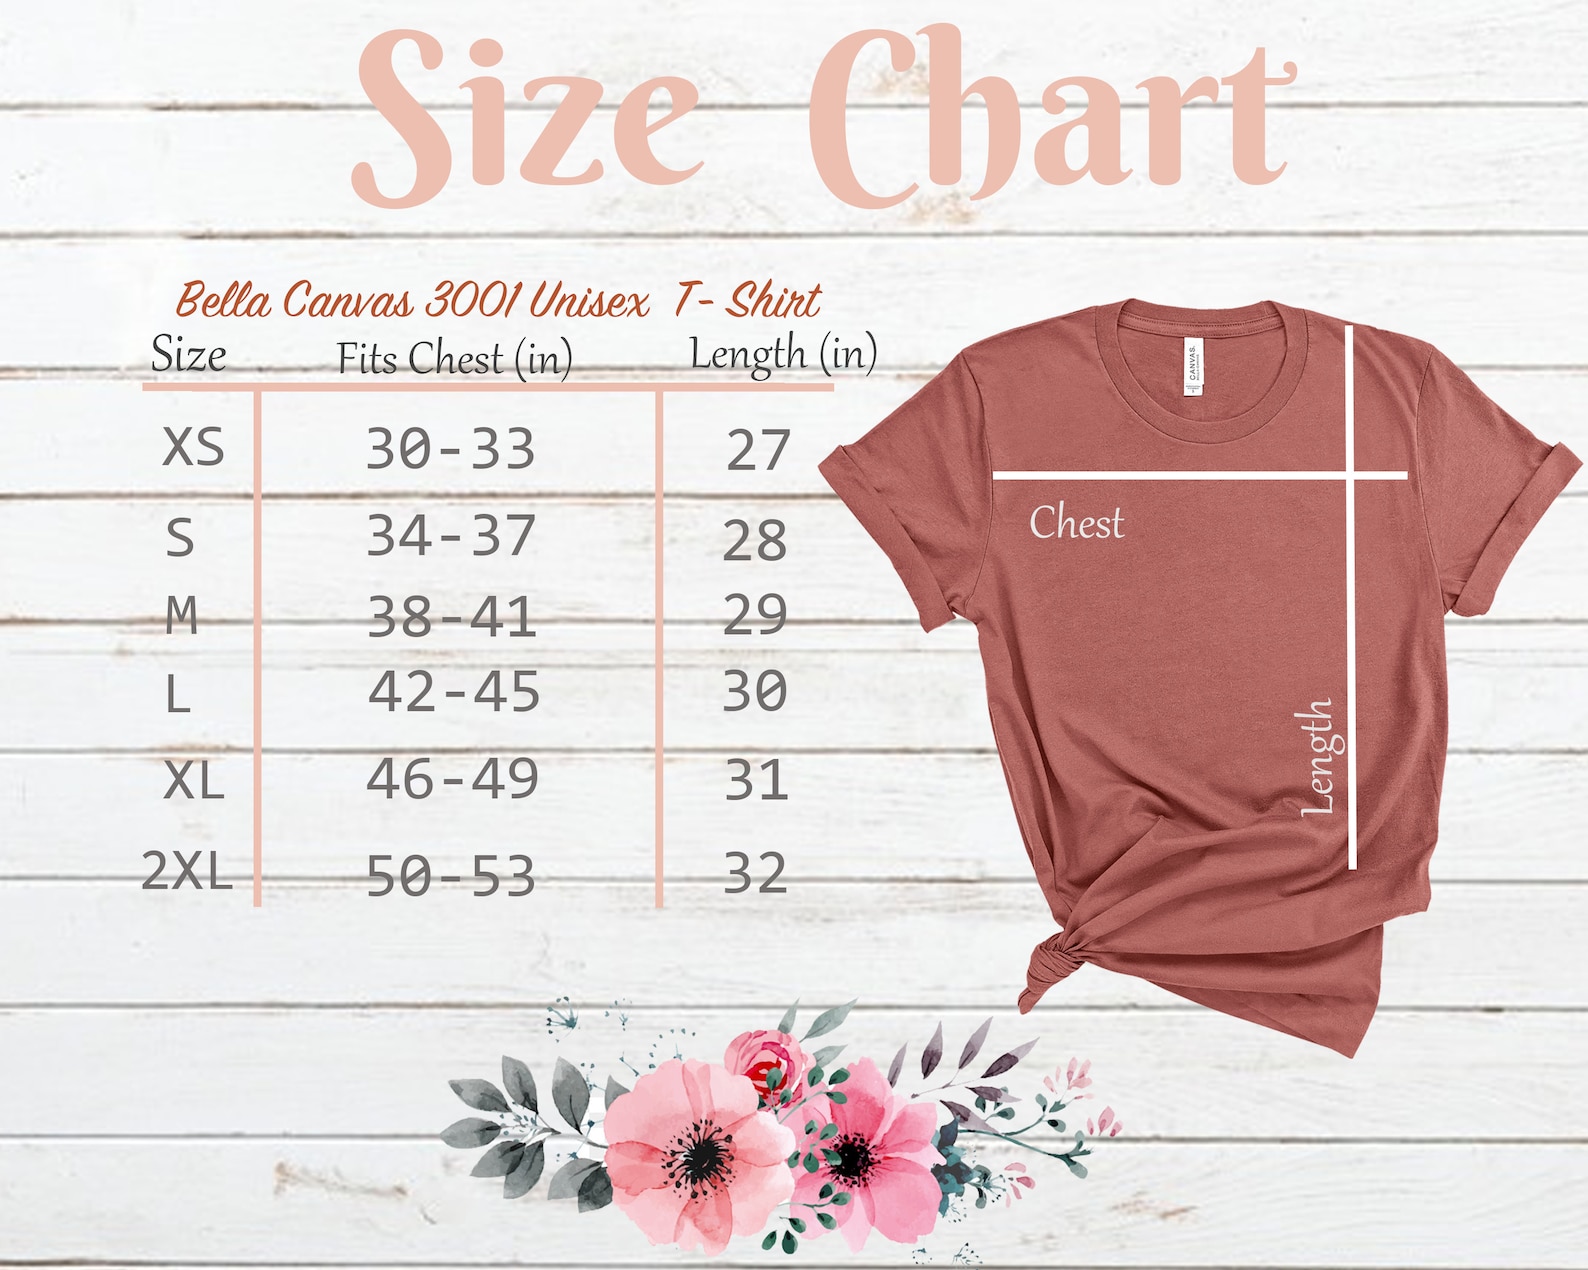 Size Chart
Bella Canvas 3001 Unisex T- Shirt
Size Fits Chest (in) Length (in)
XS 30-33 27
S 34-37 28
M 38-41 29
L 42-45 30
XL 46-49 31
2XL 50-53 32
CANVAS.
Chest
Length